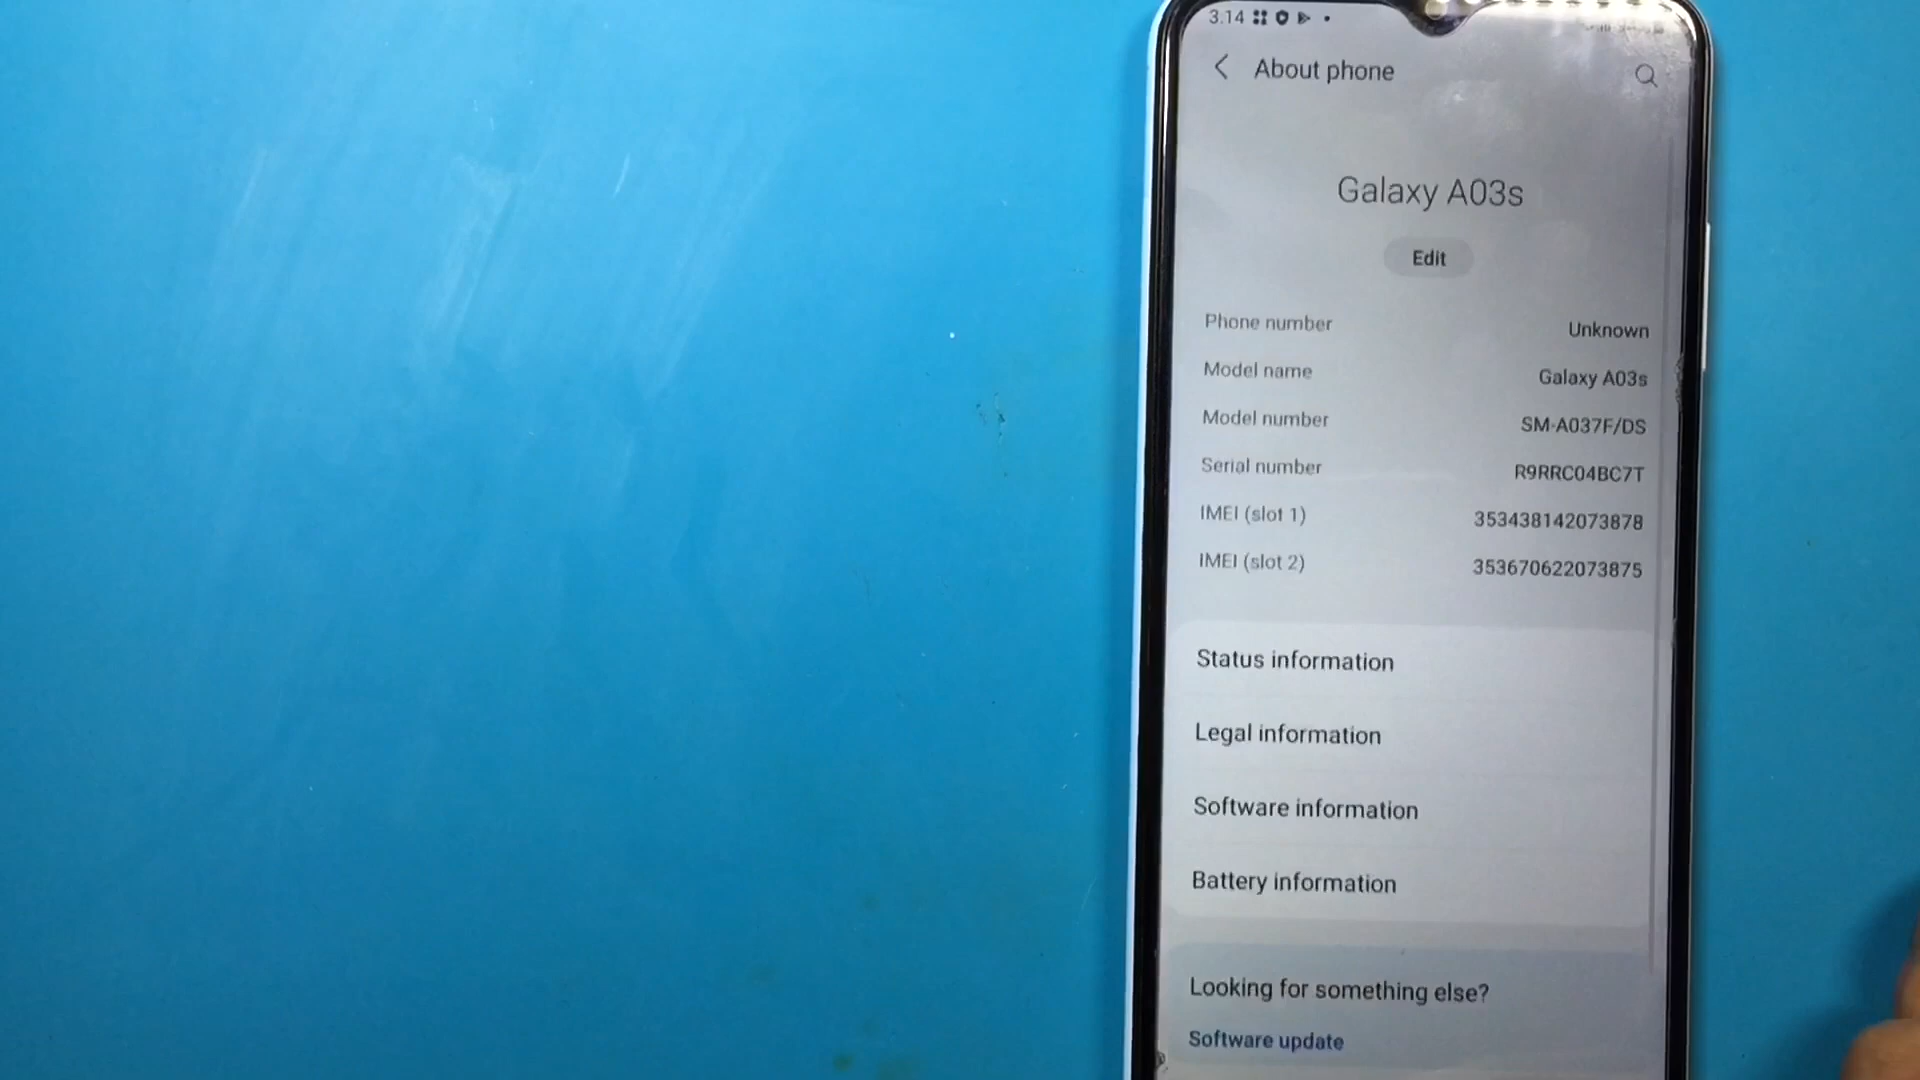 3.14
About phone
Galaxy A03s
Edit
Phone number Unknown
Model name Galaxy A03s
Model number SM-A037F/DS
Serial number R9RRC04BC7T
IMEI (slot 1) 353438142073878
IMEI (slot 2) 353670622073875
Status information
Legal information
Software information
Battery information
Looking for something else?
Software update